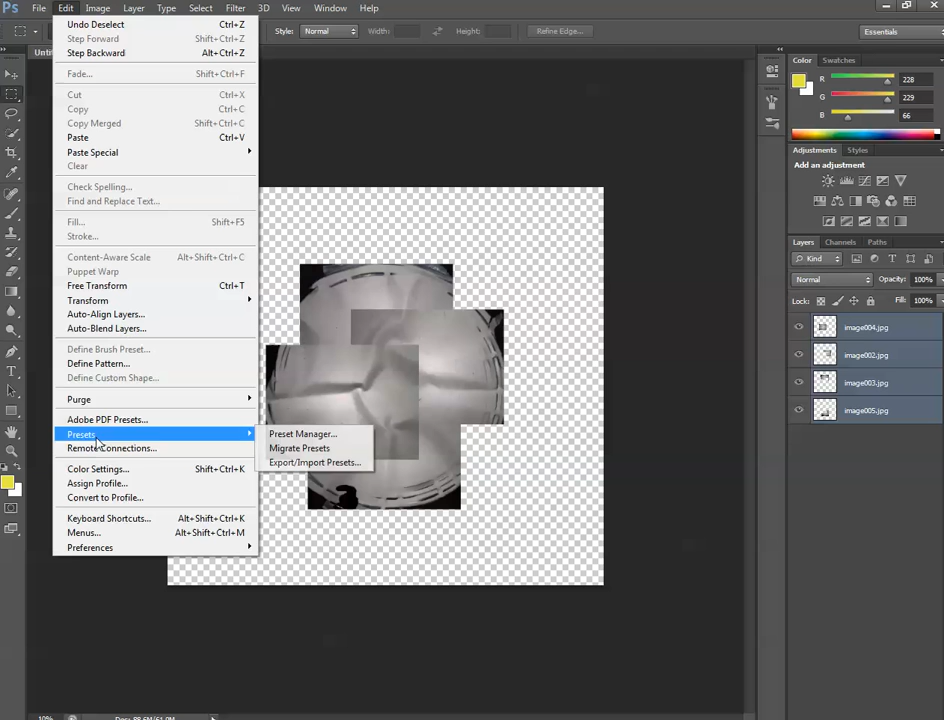 Ps File Edit Image Layer Type Select Filter 3D View Window Help
Style: Normal Width: Height: Refine Edge... Essentials
Undo Deselect Ctrl+Z
Step Forward Shift+Ctrl+Z
Step Backward Alt+Ctrl+Z
Fade... Shift+Ctrl+F
Cut Ctrl+X
Copy Ctrl+C
Copy Merged Shift+Ctrl+C
Paste Ctrl+V
Paste Special
Clear
Check Spelling...
Find and Replace Text...
Fill... Shift+F5
Stroke...
Content-Aware Scale Alt+Shift+Ctrl+C
Puppet Warp
Free Transform Ctrl+T
Transform
Auto-Align Layers...
Auto-Blend Layers...
Define Brush Preset...
Define Pattern...
Define Custom Shape...
Purge
Adobe PDF Presets...
Presets
Remote Connections...
Color Settings... Shift+Ctrl+K
Assign Profile...
Convert to Profile...
Keyboard Shortcuts... Alt+Shift+Ctrl+K
Menus... Alt+Shift+Ctrl+M
Preferences
Preset Manager...
Migrate Presets
Export/Import Presets...
Color Swatches
R 228
G 229
B 66
Adjustments Styles
Add an adjustment
Layers Channels Paths
Kind
Normal Opacity: 100%
Lock: Fill: 100%
image004.jpg
image002.jpg
image003.jpg
image005.jpg